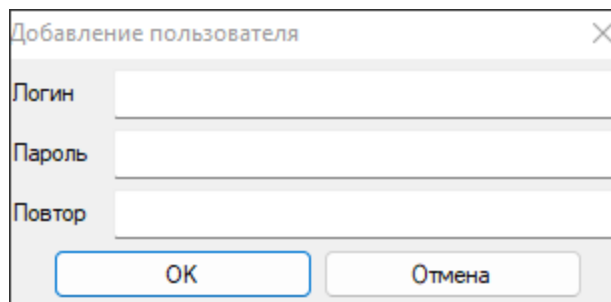 Добавление пользователя
Логин
Пароль
Повтор
OK Отмена